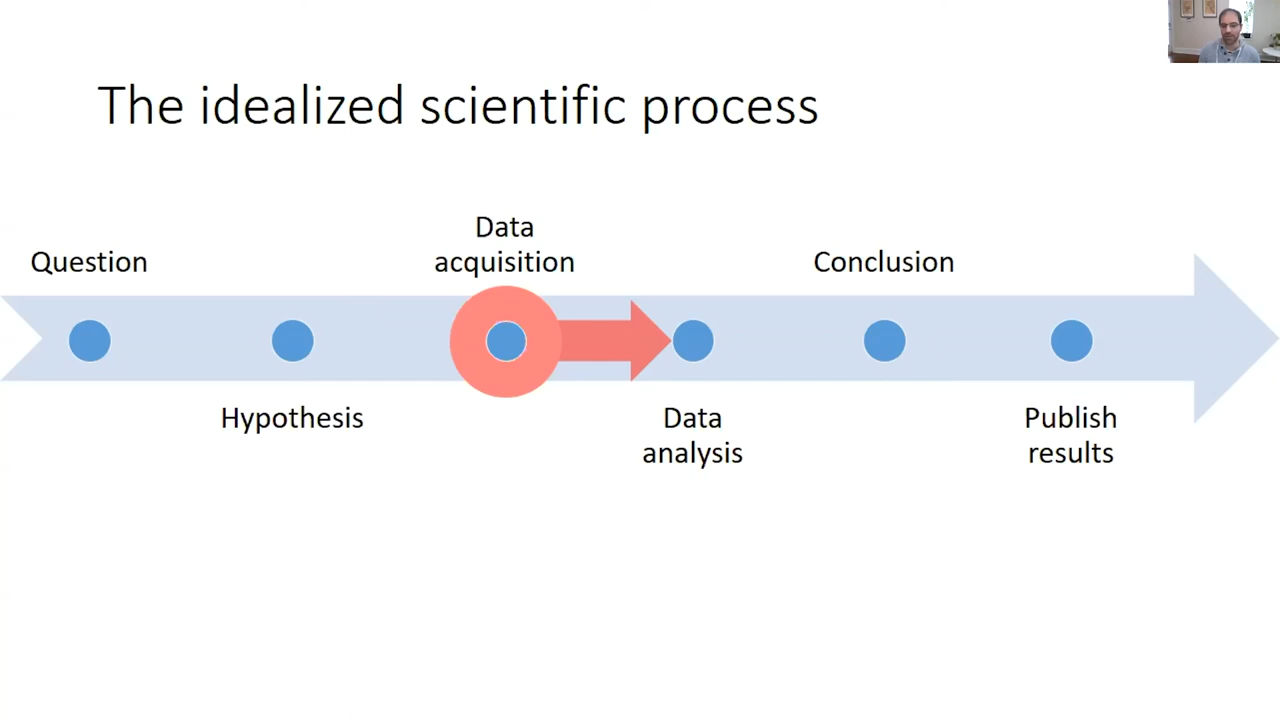 The idealized scientific process
Question
Hypothesis
Data
acquisition
Data
analysis
Conclusion
Publish
results